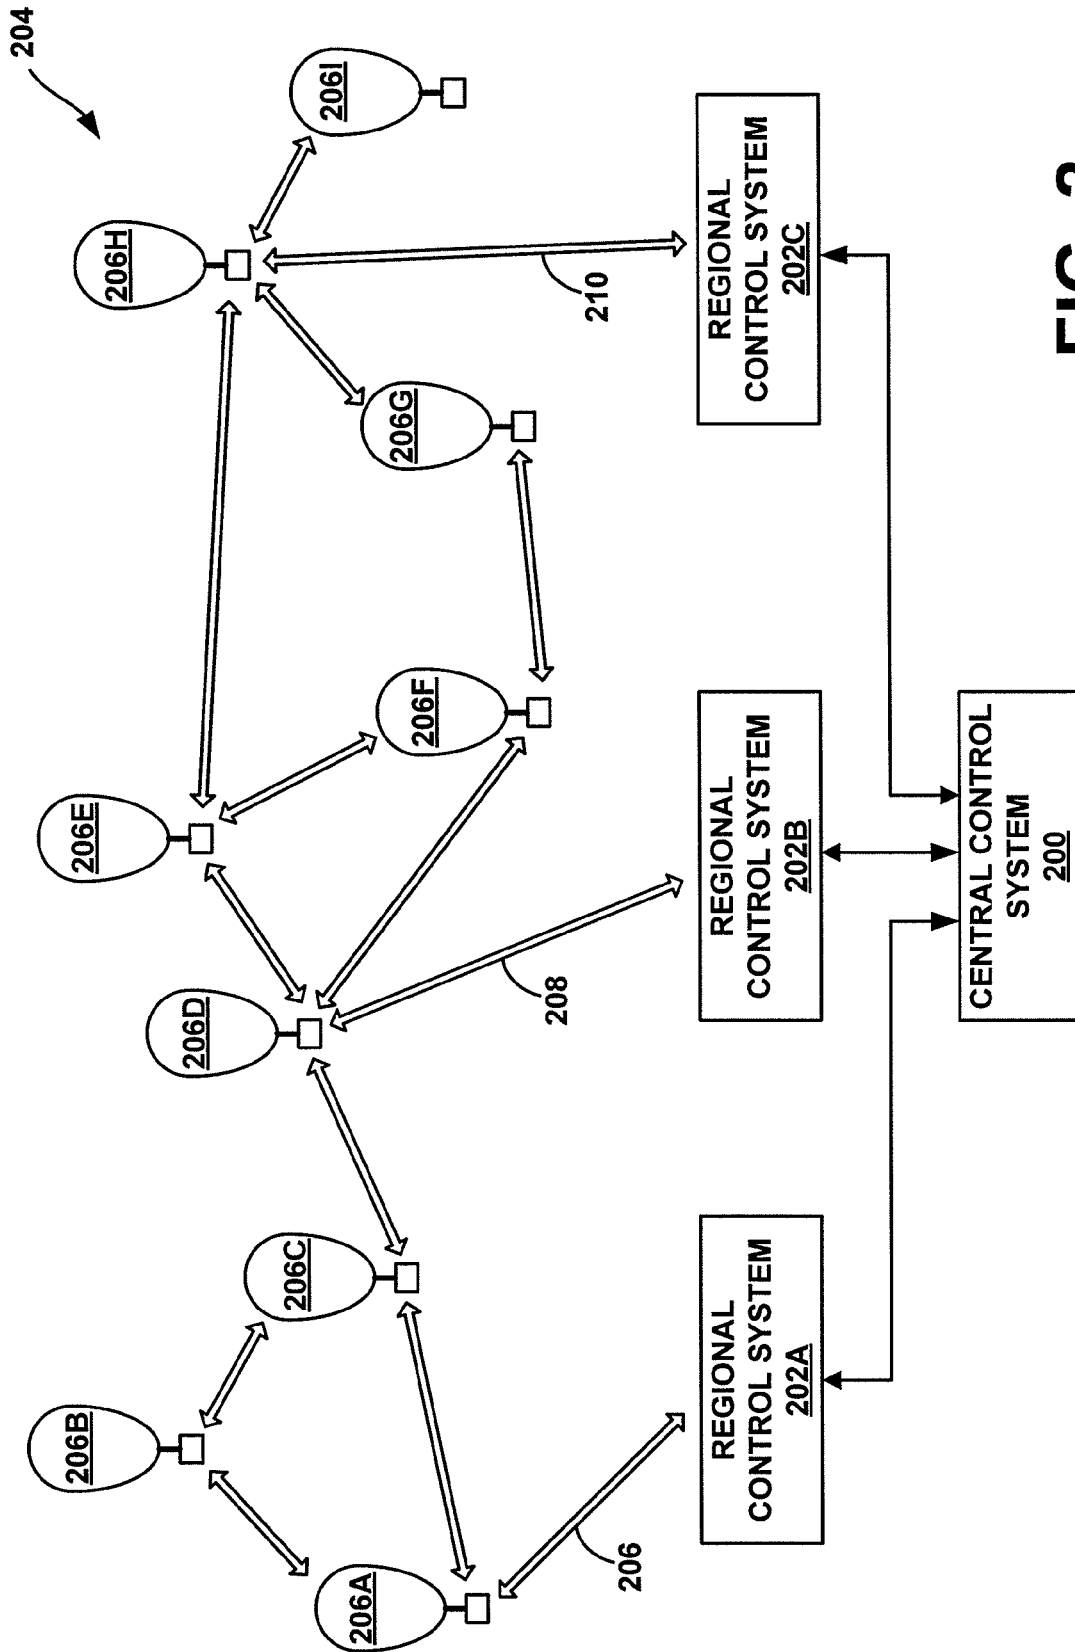 204
206B
206E
206H
206D
206I
206C
206F
206G
206A
206
208
210
REGIONAL
CONTROL SYSTEM
202A
REGIONAL
CONTROL SYSTEM
202B
REGIONAL
CONTROL SYSTEM
202C
CENTRAL CONTROL
SYSTEM
200